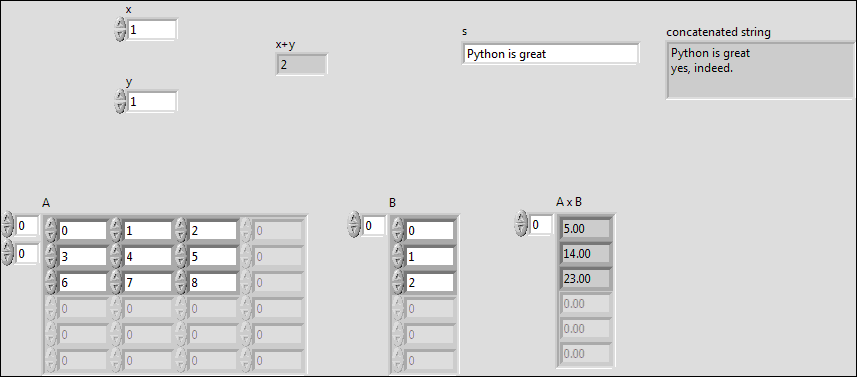 x
1
x+y
2
y
1
s
Python is great
concatenated string
Python is great
yes, indeed.
A
0
0
0 1 2 0
3 4 5 0
6 7 8 0
0 0 0 0
0 0 0 0
0 0 0 0
B
0
0
1
2
0
0
0
A x B
0
5.00
14.00
23.00
0.00
0.00
0.00